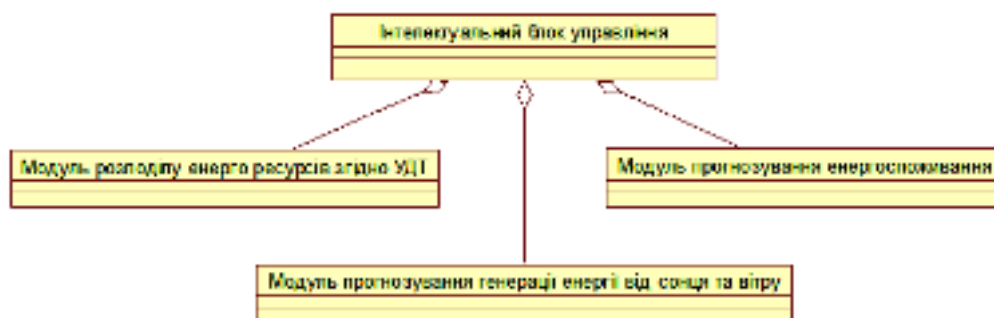 Інтелектуальний блок управління
Модуль розподілу енерго ресурсів згідно УДТ
Модуль прогнозування енергоспоживання
Модуль прогнозування генерації енергії від сонця та вітру